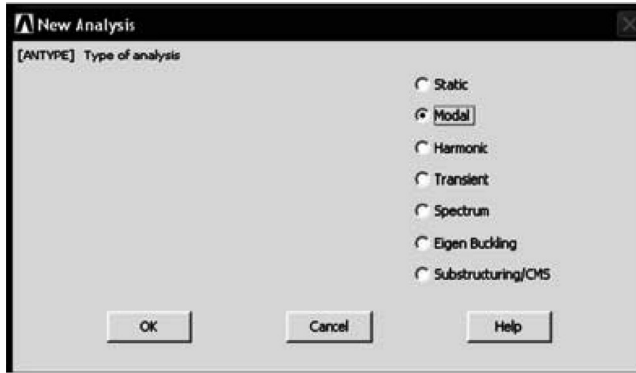 New Analysis
[ANTYPE] Type of analysis
Static
Modal
Harmonic
Transient
Spectrum
Eigen Buckling
Substructuring/CMS
OK Cancel Help